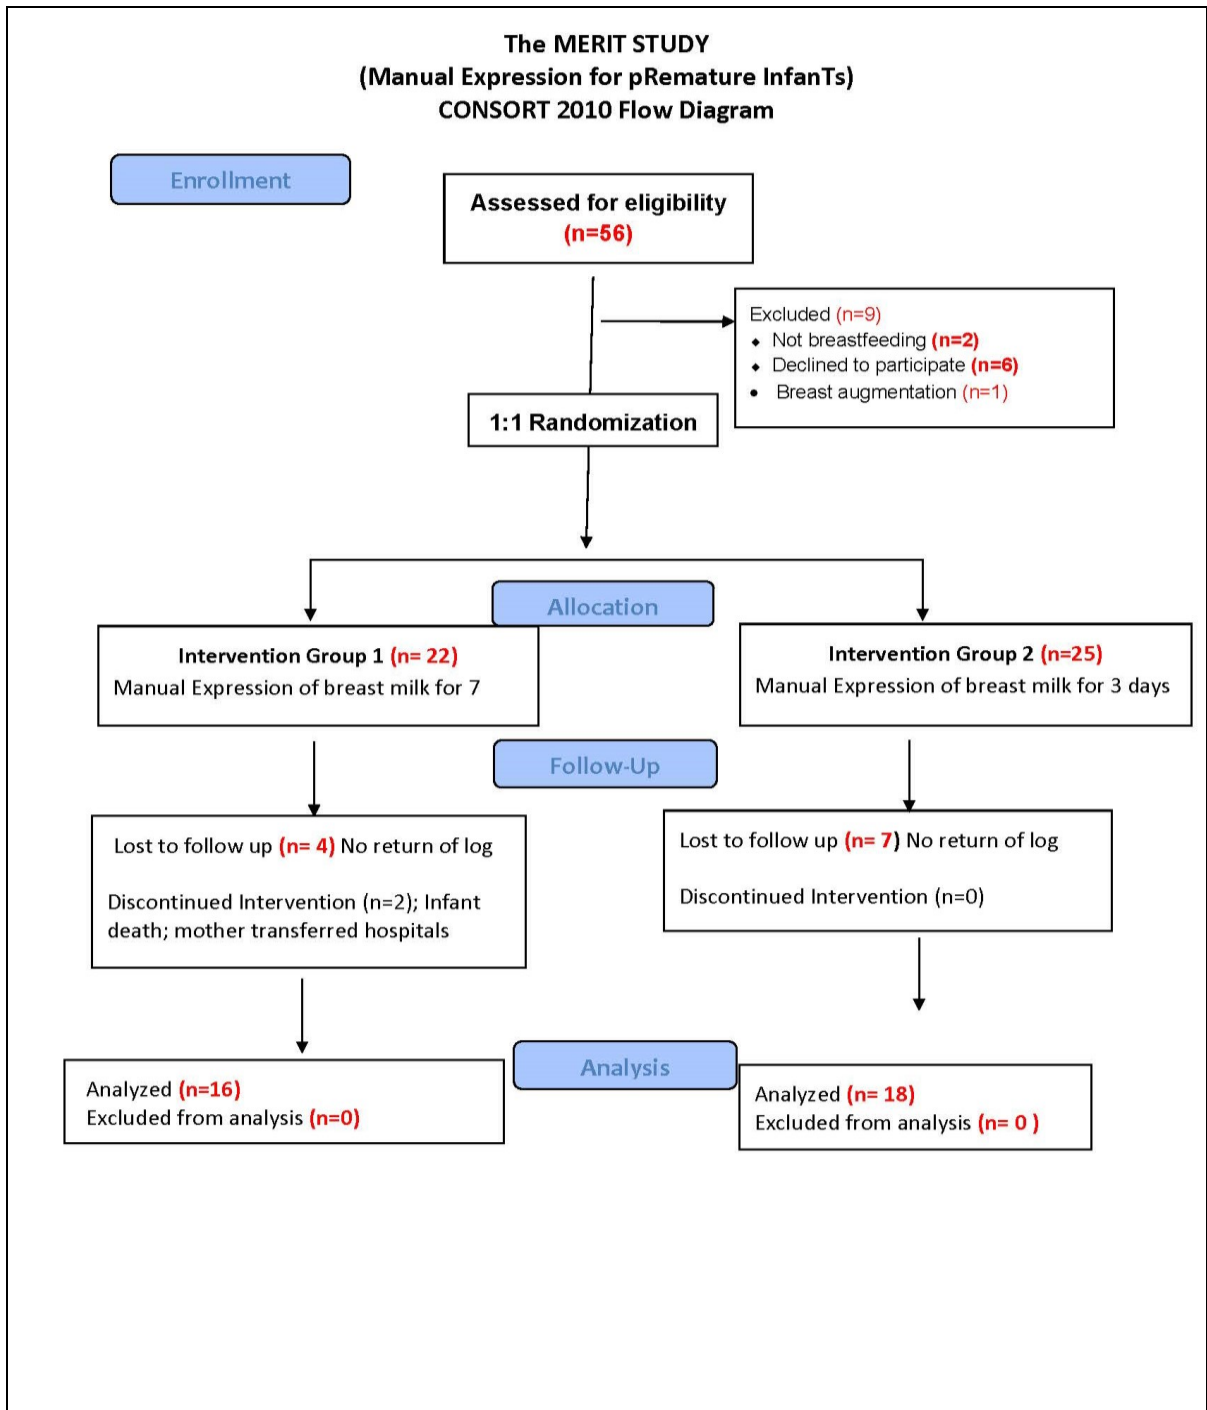 The MERIT STUDY
(Manual Expression for pRemature InfanTs)
CONSORT 2010 Flow Diagram
Enrollment
Assessed for eligibility
(n=56)
Excluded (n=9)
⬥ Not breastfeeding (n=2)
⬥ Declined to participate (n=6)
● Breast augmentation (n=1)
1:1 Randomization
Allocation
Intervention Group 1 (n= 22)
Manual Expression of breast milk for 7
Intervention Group 2 (n=25)
Manual Expression of breast milk for 3 days
Follow-Up
Lost to follow up (n= 4) No return of log
Discontinued Intervention (n=2); Infant
death; mother transferred hospitals
Lost to follow up (n= 7) No return of log
Discontinued Intervention (n=0)
Analysis
Analyzed (n=16)
Excluded from analysis (n=0)
Analyzed (n= 18)
Excluded from analysis (n= 0 )